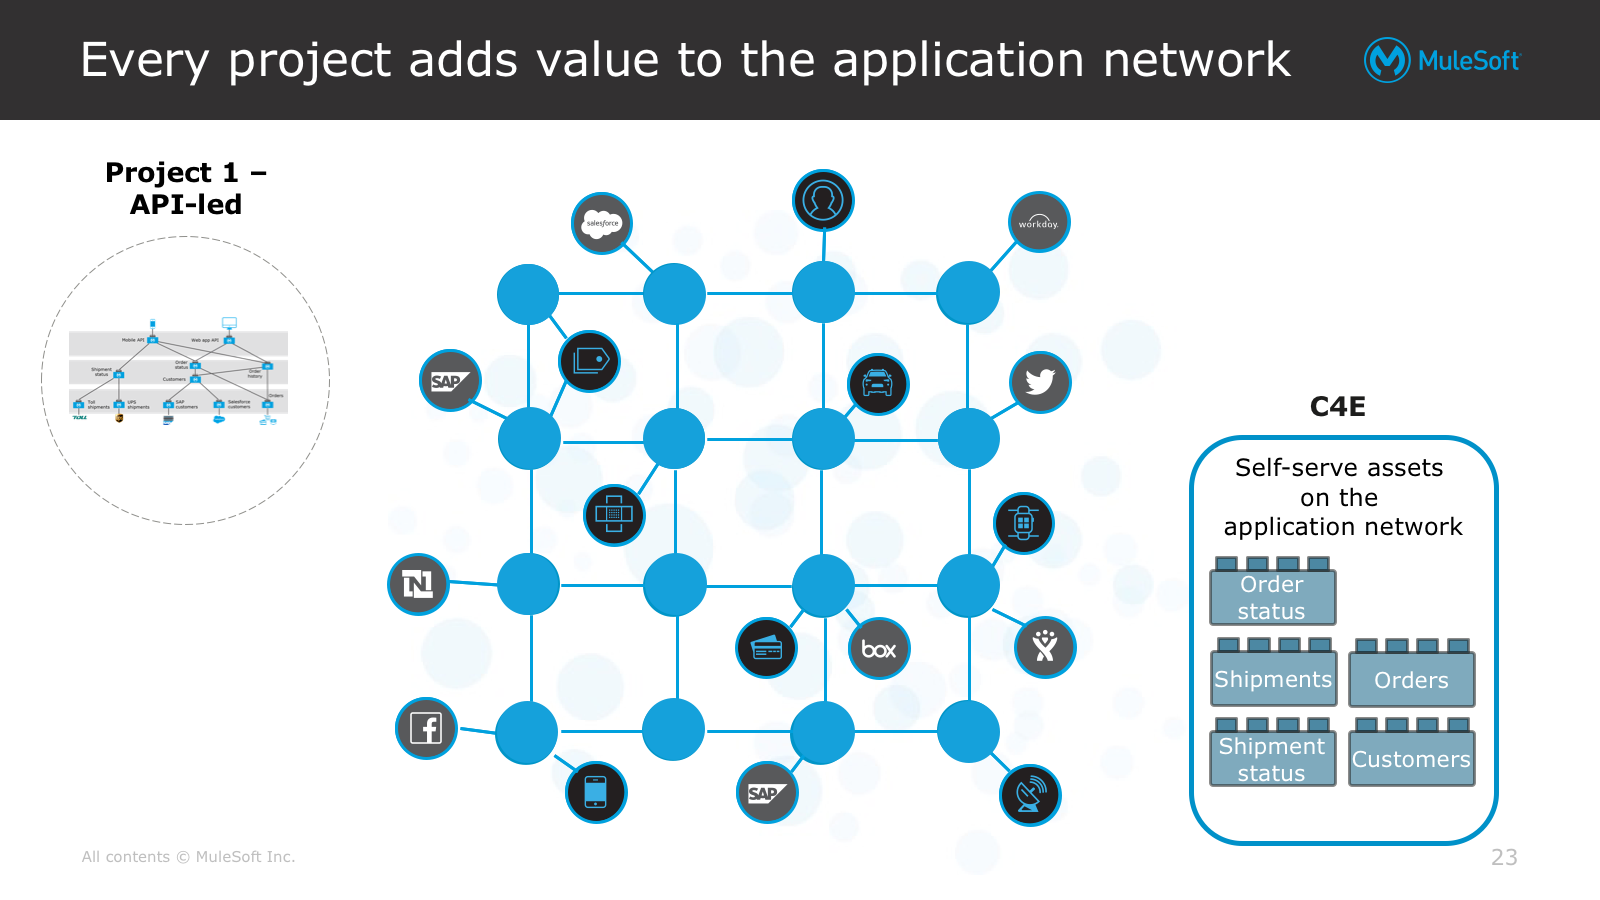 Every project adds value to the application network
MuleSoft
Project 1 –
API-led
Mobile API
Web app API
Shipment
status
Order
status
Customers
Order
history
Toll
shipments
UPS
shipments
SAP
customers
Salesforce
customers
Orders
salesforce
workday.
SAP
N
box
f
SAP
C4E
Self-serve assets
on the
application network
Order
status
Shipments
Orders
Shipment
status
Customers
All contents © MuleSoft Inc.
23